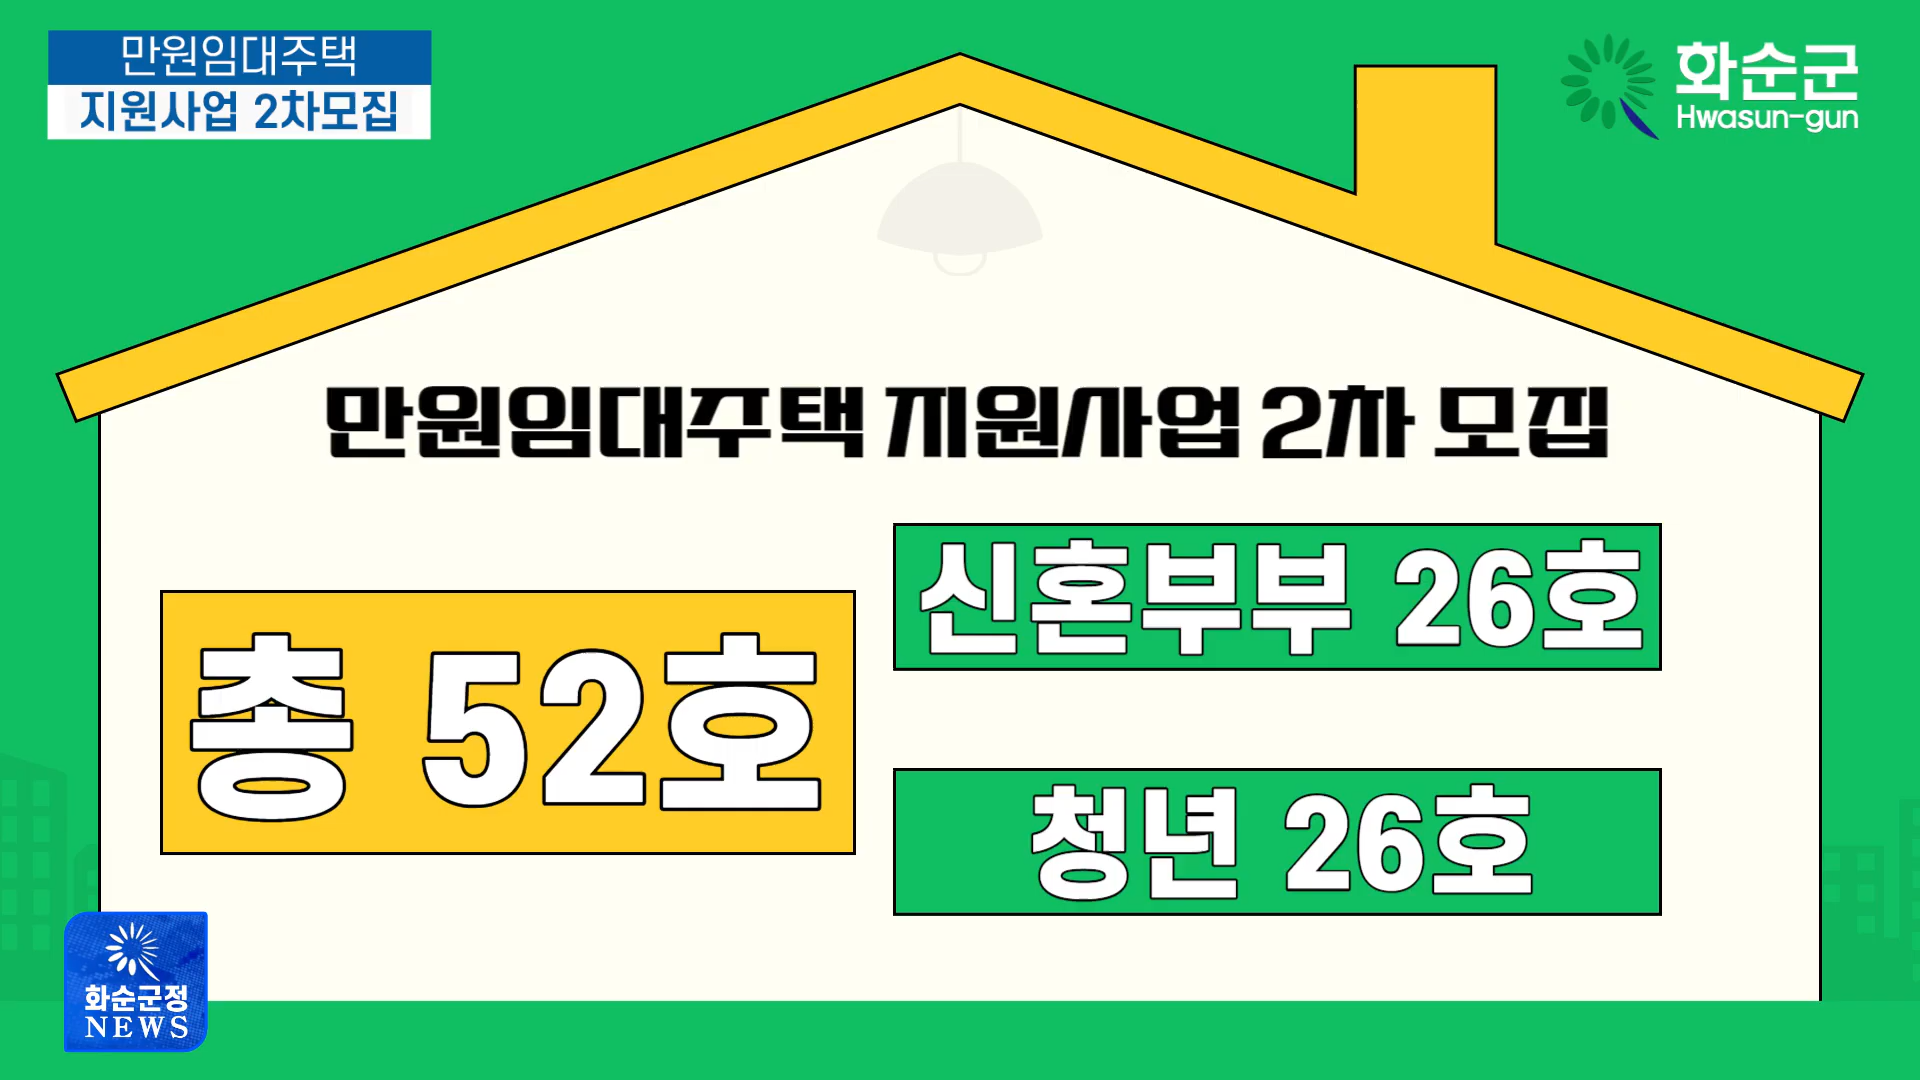 만원임대주택
지원사업 2차모집
화순군
Hwasun-gun
만원임대주택 지원사업 2차 모집
총 52호
신혼부부 26호
청년 26호
화순군정
NEWS